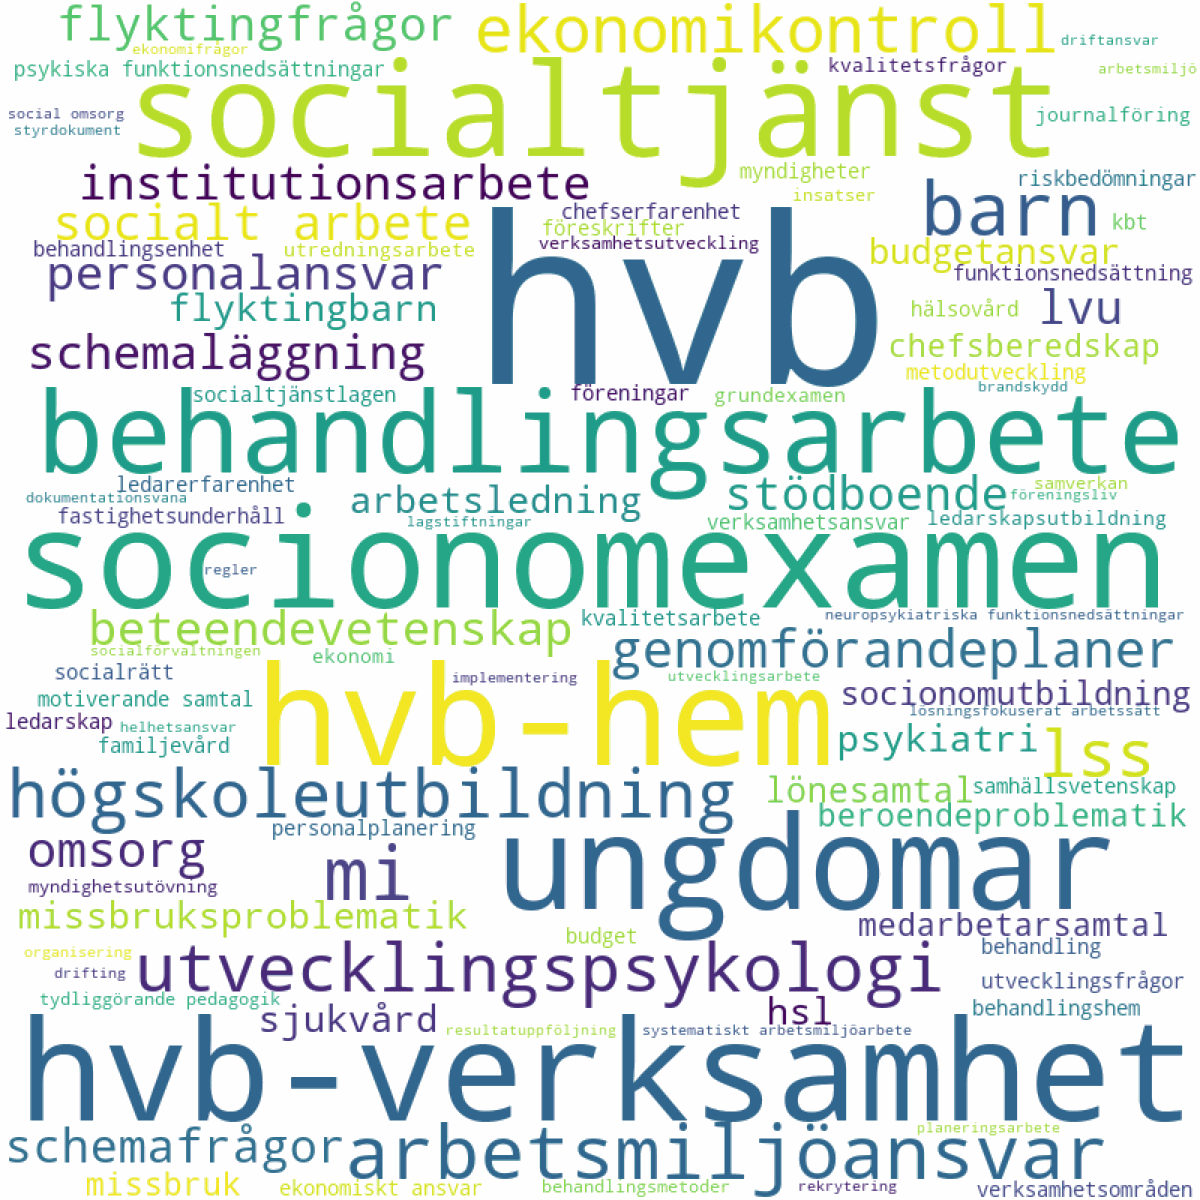 flyktingfrågor
ekonomikontroll
ekonomifrågor
driftansvar
psykiska funktionsnedsättningar
kvalitetsfrågor
arbetsmiljö
socialtjänst
social omsorg
styrdokument
journalföring
institutionsarbete
myndigheter
insatser
riskbedömningar
barn
kbt
socialt arbete
chefserfarenhet
föreskrifter
verksamhetsutveckling
behandlingsenhet
utredningsarbete
budgetansvar
personalansvar
hvb
funktionsnedsättning
flyktingbarn
hälsovård
lvu
schemaläggning
chefsberedskap
metodutveckling
socialtjänstlagen
föreningar
grundexamen
brandskydd
behandlingsarbete
ledarerfarenhet
dokumentationsvana
arbetsledning
stödboende
samverkan
föreningsliv
fastighetsunderhåll
lagstiftningar
verksamhetsansvar
ledarskapsutbildning
socionomexamen
regler
beteendevetenskap
kvalitetsarbete
neuropsykiatriska funktionsnedsättningar
socialförvaltningen
ekonomi
genomförandeplaner
socialrätt
implementering
utvecklingsarbete
hvb-hem
motiverande samtal
socionomutbildning
lösningsfokuserat arbetssätt
ledarskap
helhetsansvar
familjevård
psykiatri
lss
högskoleutbildning
lönesamtal
samhällsvetenskap
beroendeproblematik
personalplanering
ungdomar
omsorg
mi
myndighetsutövning
missbruksproblematik
medarbetarsamtal
budget
organisering
behandling
drifting
utvecklingspsykologi
utvecklingsfrågor
tydliggörande pedagogik
sjukvård
hsl
behandlingshem
resultatuppföljning
systematiskt arbetsmiljöarbete
hvb-verksamhet
schemafrågor
arbetsmiljöansvar
planeringsarbete
missbruk
ekonomiskt ansvar
behandlingsmetoder
rekrytering
verksamhetsområden